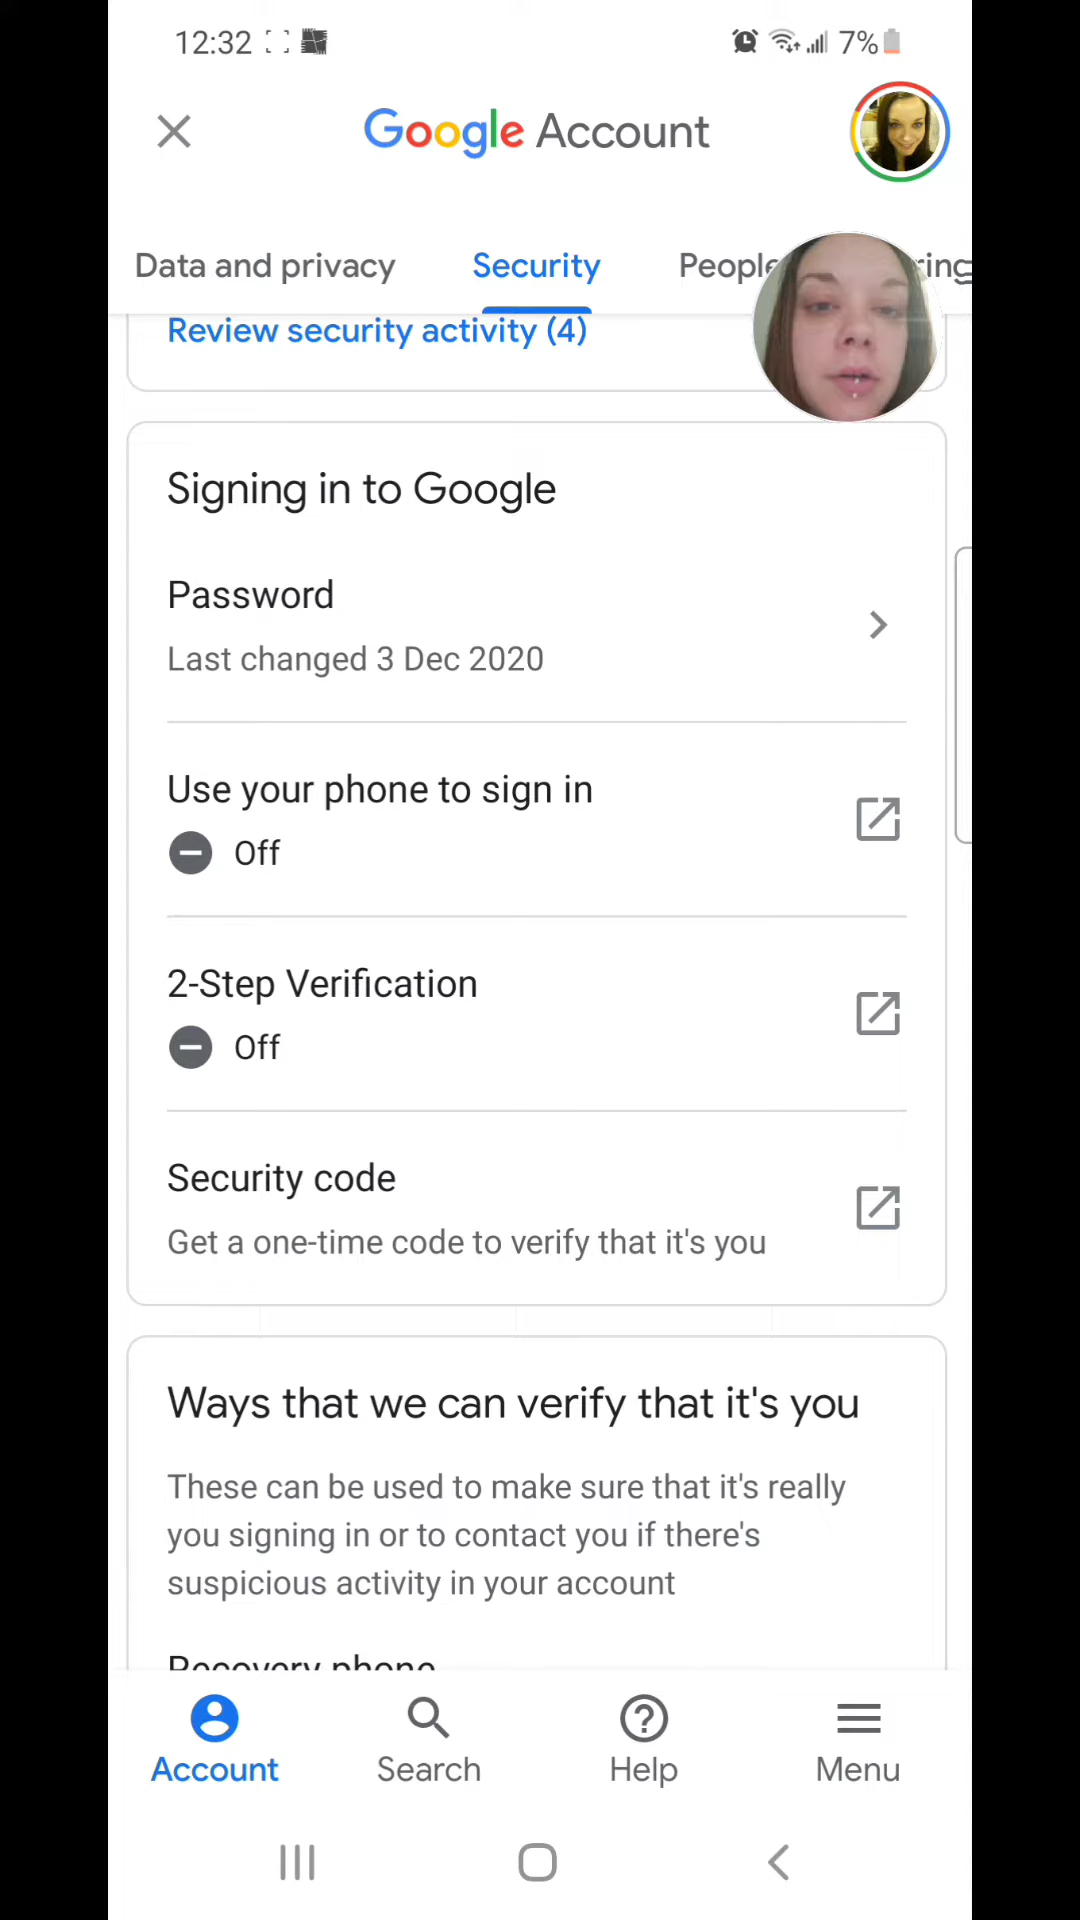 12:32 7%
Google Account
Data and privacy Security People ring
Review security activity (4)
Signing in to Google
Password
Last changed 3 Dec 2020
Use your phone to sign in
Off
2-Step Verification
Off
Security code
Get a one-time code to verify that it's you
Ways that we can verify that it's you
These can be used to make sure that it's really
you signing in or to contact you if there's
suspicious activity in your account
Recovery phone
Account Search Help Menu